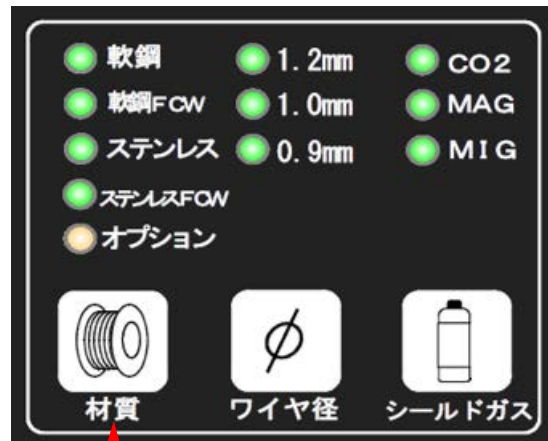 軟鋼 1.2mm CO2
軟鋼FCW 1.0mm MAG
ステンレス 0.9mm MIG
ステンレスFCW
オプション
材質 ワイヤ径 シールドガス